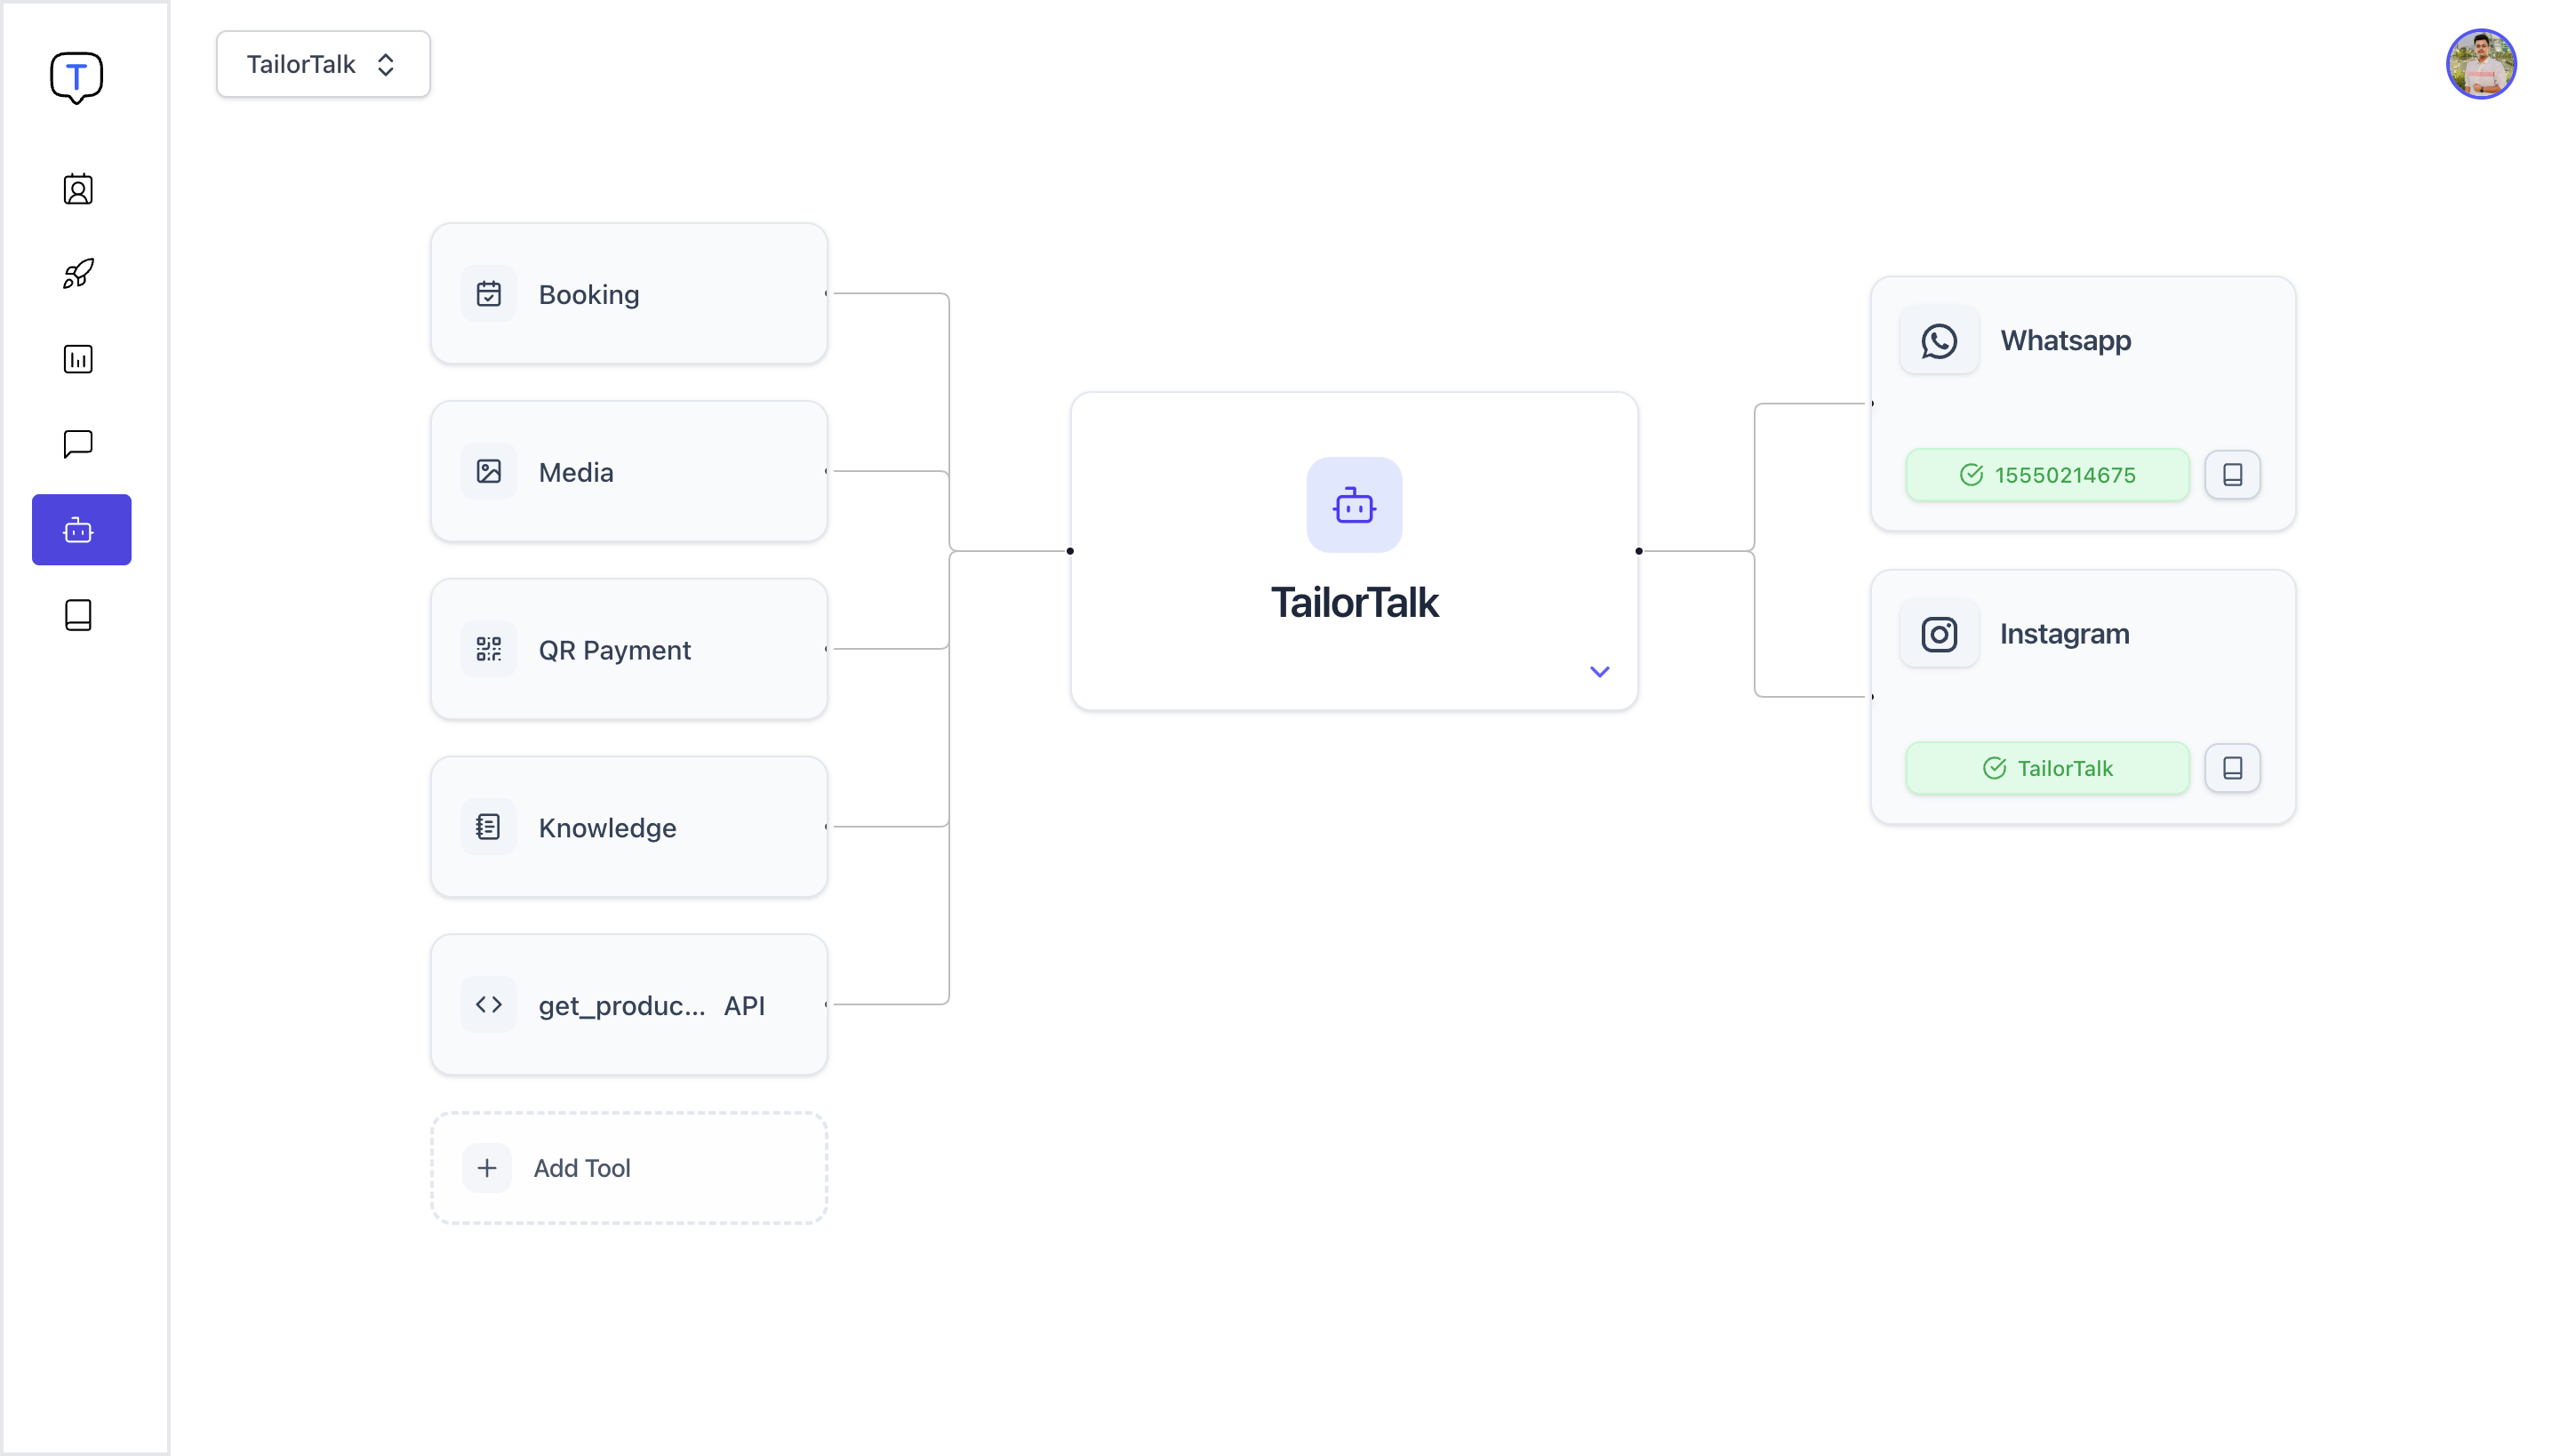 T
TailorTalk
Booking
Media
QR Payment
Knowledge
get_produc... API
Add Tool
TailorTalk
Whatsapp
15550214675
Instagram
TailorTalk